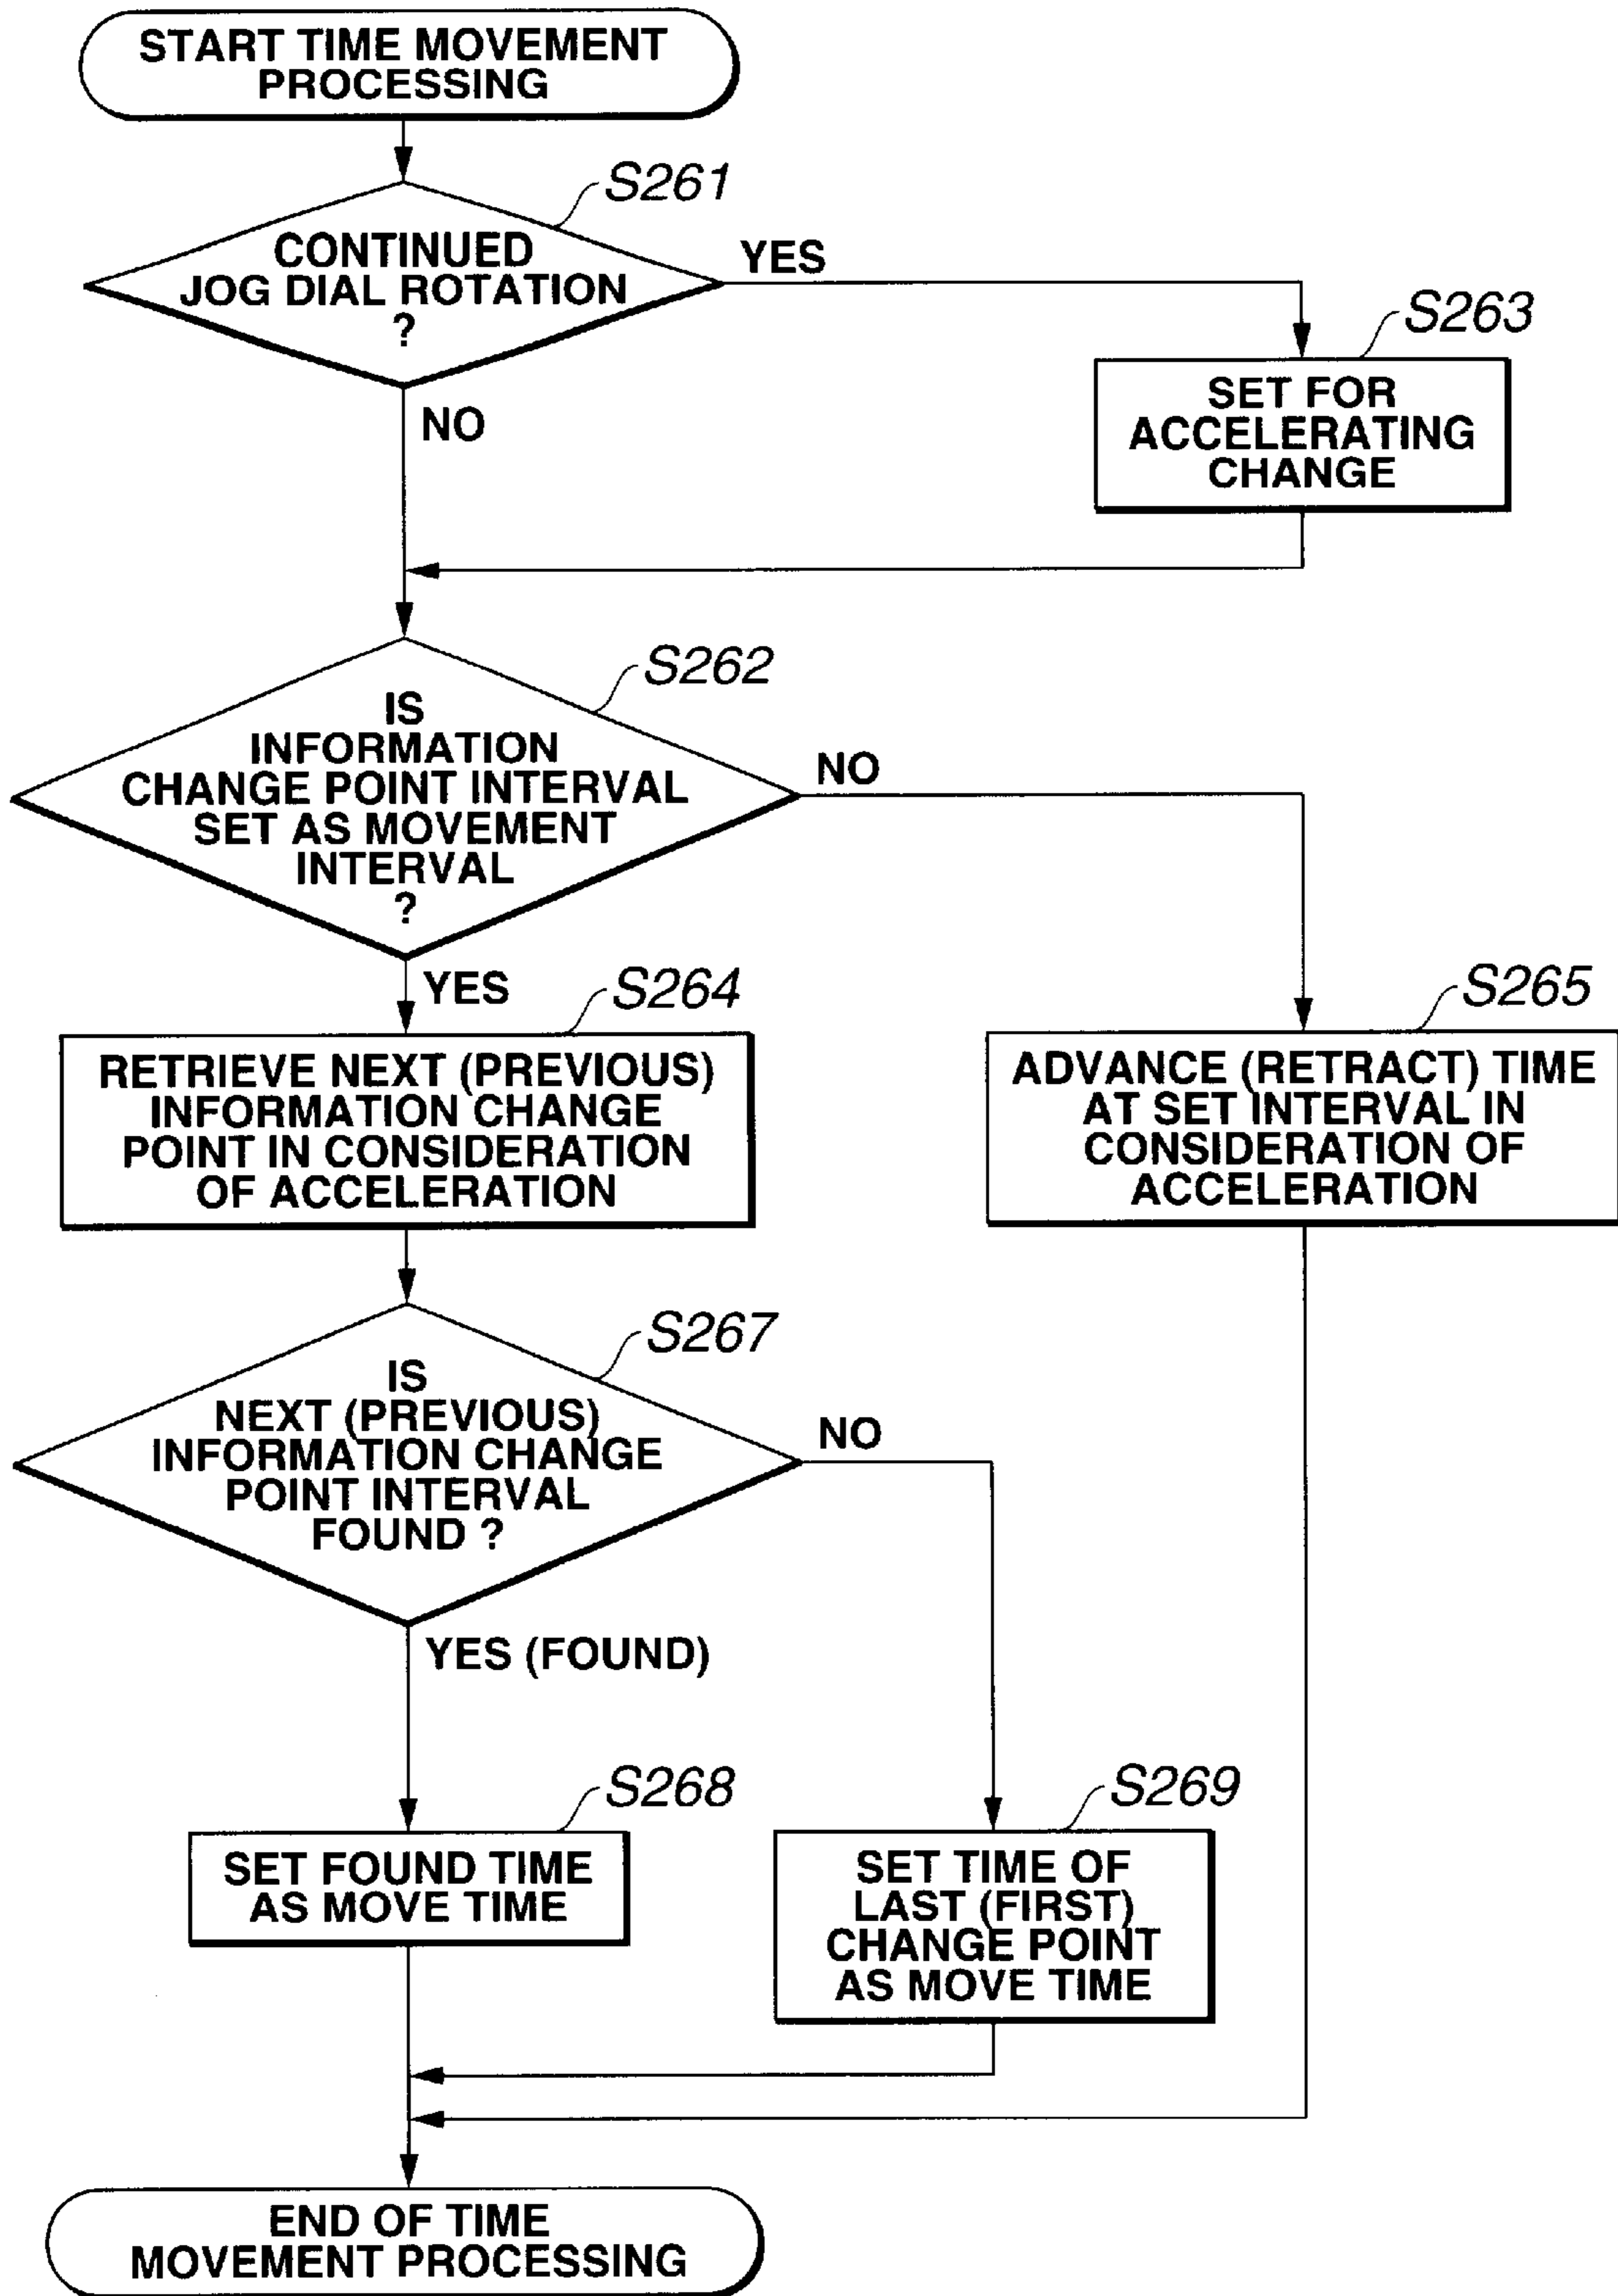 START TIME MOVEMENT
PROCESSING
S261
CONTINUED
JOG DIAL ROTATION
?
YES
NO
S263
SET FOR
ACCELERATING
CHANGE
S262
IS
INFORMATION
CHANGE POINT INTERVAL
SET AS MOVEMENT
INTERVAL
?
NO
YES
S264
RETRIEVE NEXT (PREVIOUS)
INFORMATION CHANGE
POINT IN CONSIDERATION
OF ACCELERATION
S265
ADVANCE (RETRACT) TIME
AT SET INTERVAL IN
CONSIDERATION OF
ACCELERATION
S267
IS
NEXT (PREVIOUS)
INFORMATION CHANGE
POINT INTERVAL
FOUND ?
NO
YES (FOUND)
S268
SET FOUND TIME
AS MOVE TIME
S269
SET TIME OF
LAST (FIRST)
CHANGE POINT
AS MOVE TIME
END OF TIME
MOVEMENT PROCESSING